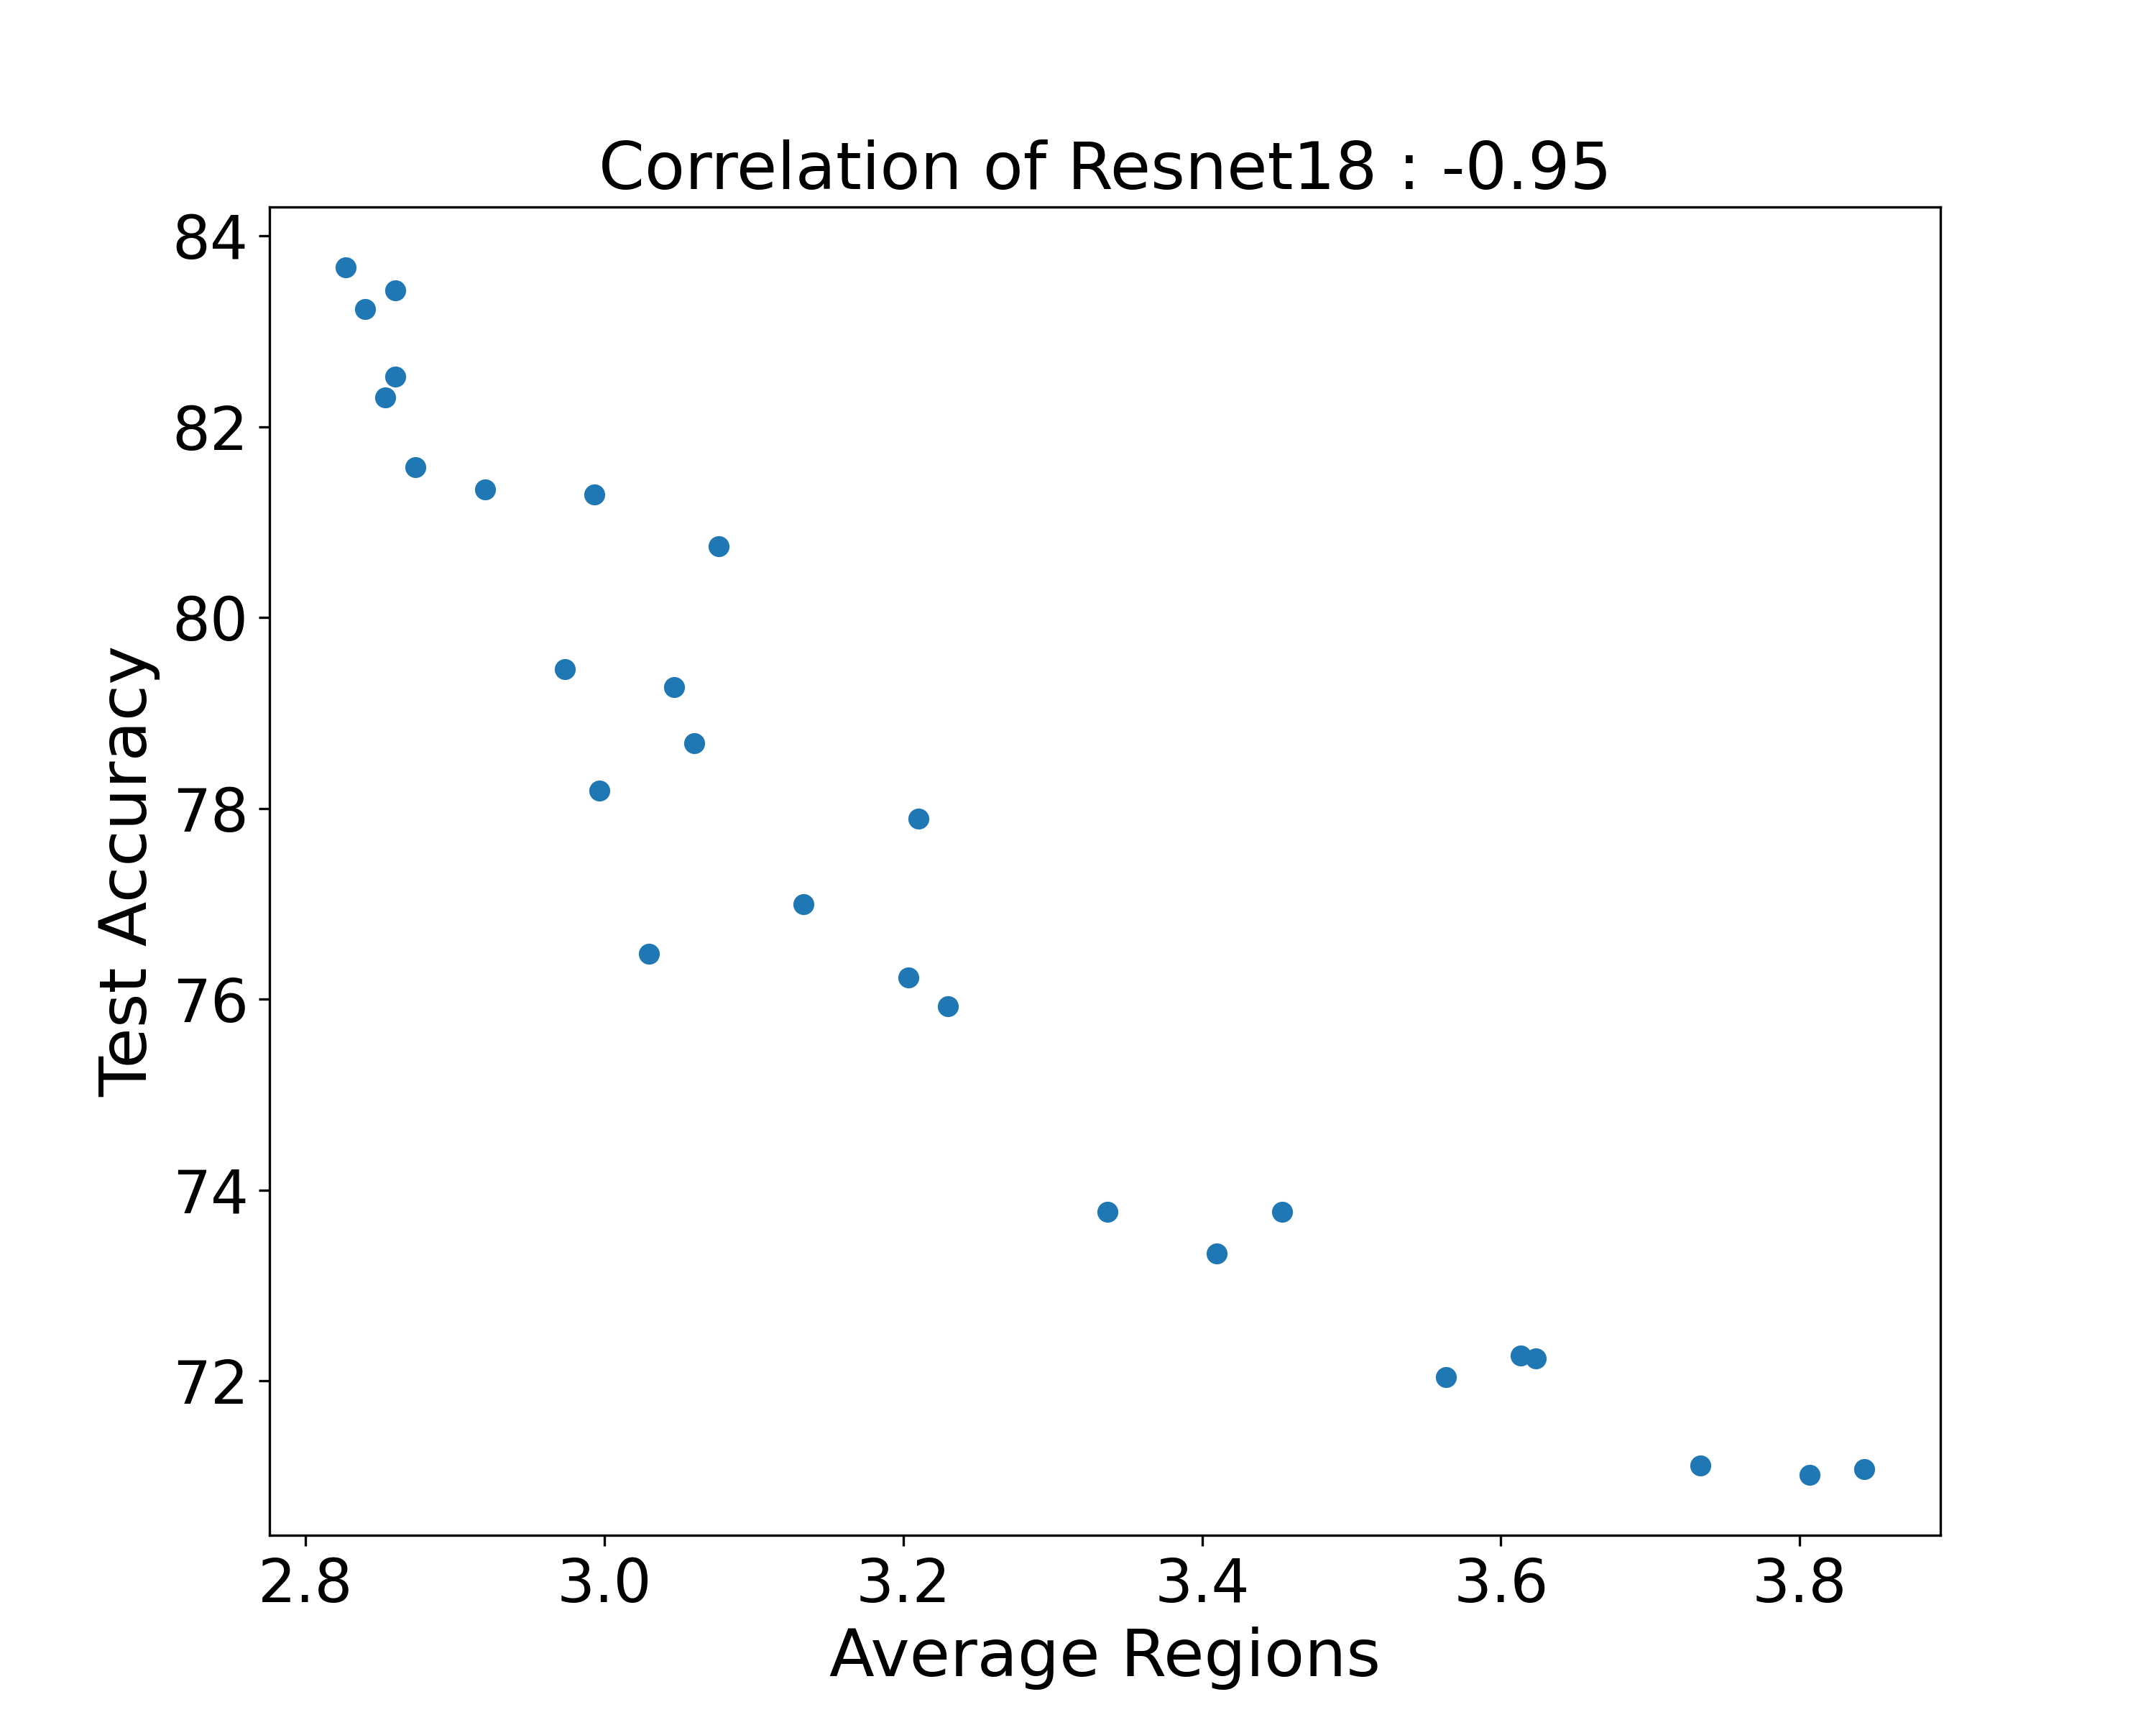 Correlation of Resnet18 : -0.95
84
82
80
78
76
74
72
Test Accuracy
2.8 3.0 3.2 3.4 3.6 3.8
Average Regions